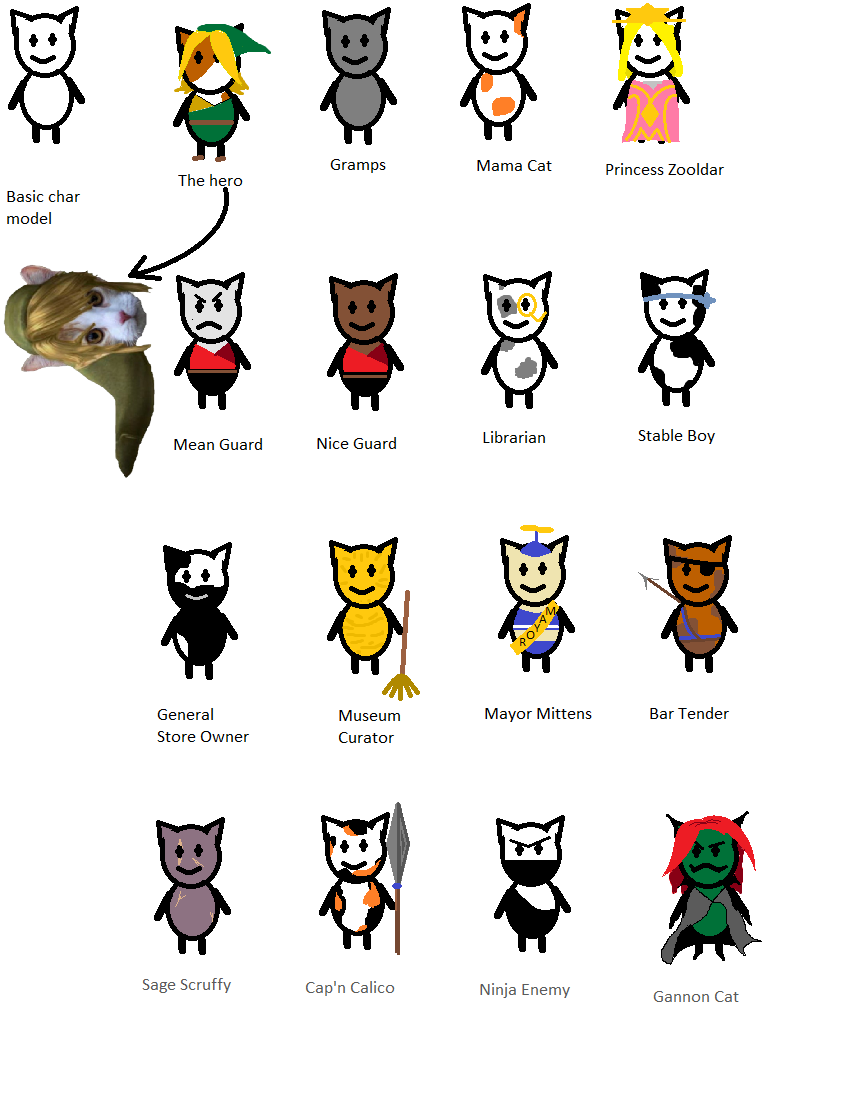 Basic char
model
The hero
Gramps
Mama Cat
Princess Zooldar
Mean Guard
Nice Guard
Librarian
Stable Boy
ROYAM
General
Store Owner
Museum
Curator
Mayor Mittens
Bar Tender
Sage Scruffy
Cap'n Calico
Ninja Enemy
Gannon Cat